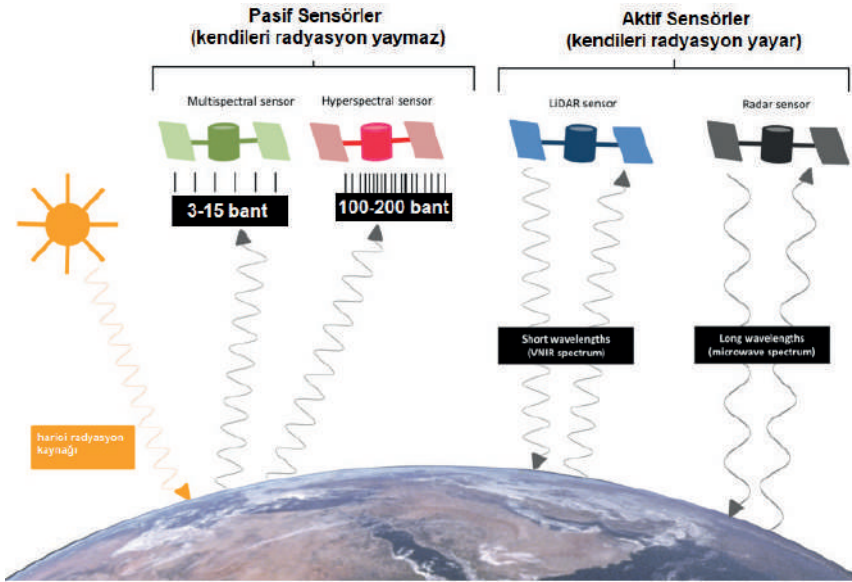 Pasif Sensörler
(kendileri radyasyon yaymaz)
Aktif Sensörler
(kendileri radyasyon yayar)
Multispectral sensor
Hyperspectral sensor
LiDAR sensor
Radar sensor
3-15 bant
100-200 bant
Short wavelengths
(VNIR spectrum)
Long wavelengths
(microwave spectrum)
harici radyasyon
kaynağı